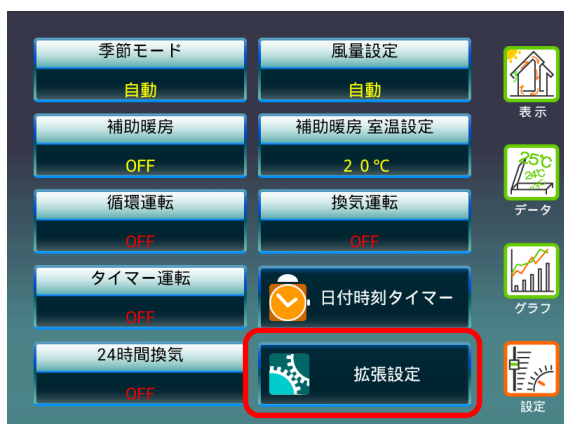 季節モード
自動
風量設定
自動
補助暖房
OFF
補助暖房 室温設定
20℃
循環運転
OFF
換気運転
OFF
タイマー運転
OFF
日付時刻タイマー
24時間換気
OFF
拡張設定
表示
25℃
24℃
データ
グラフ
設定